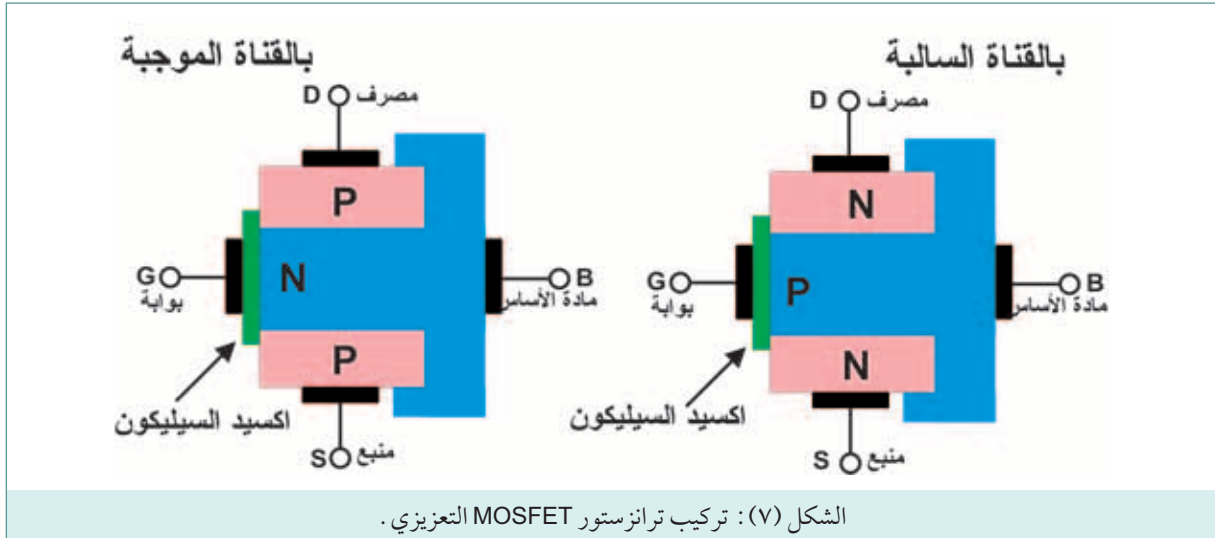 بالقناة السالبة
D مصرف
N
G
بوابة
P
B
مادة الأساس
N
اكسيد السيليكون
S منبع
بالقناة الموجبة
D مصرف
P
G
بوابة
N
B
مادة الأساس
P
اكسيد السيليكون
S منبع
الشكل (٧): تركيب ترانزستور MOSFET التعزيزي.